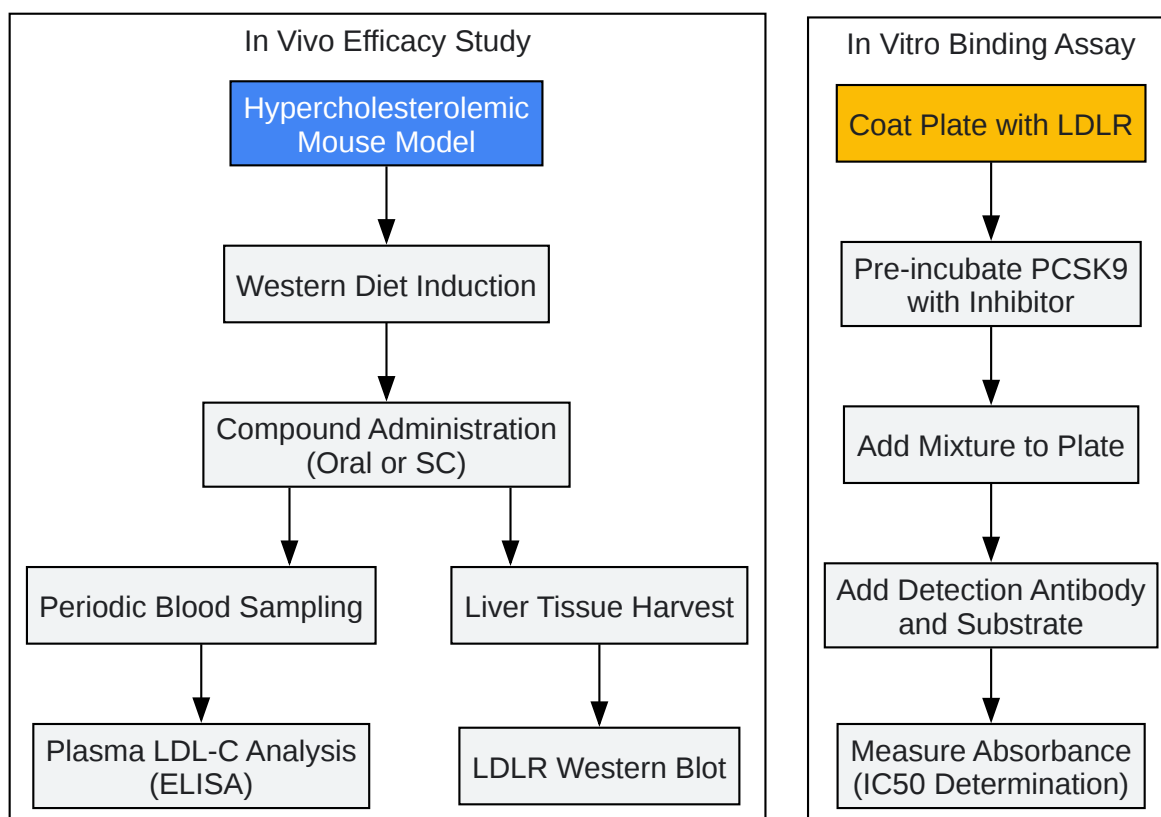 In Vivo Efficacy Study
Hypercholesterolemic
Mouse Model
Western Diet Induction
Compound Administration
(Oral or SC)
Periodic Blood Sampling
Liver Tissue Harvest
Plasma LDL-C Analysis
(ELISA)
LDLR Western Blot
In Vitro Binding Assay
Coat Plate with LDLR
Pre-incubate PCSK9
with Inhibitor
Add Mixture to Plate
Add Detection Antibody
and Substrate
Measure Absorbance
(IC50 Determination)